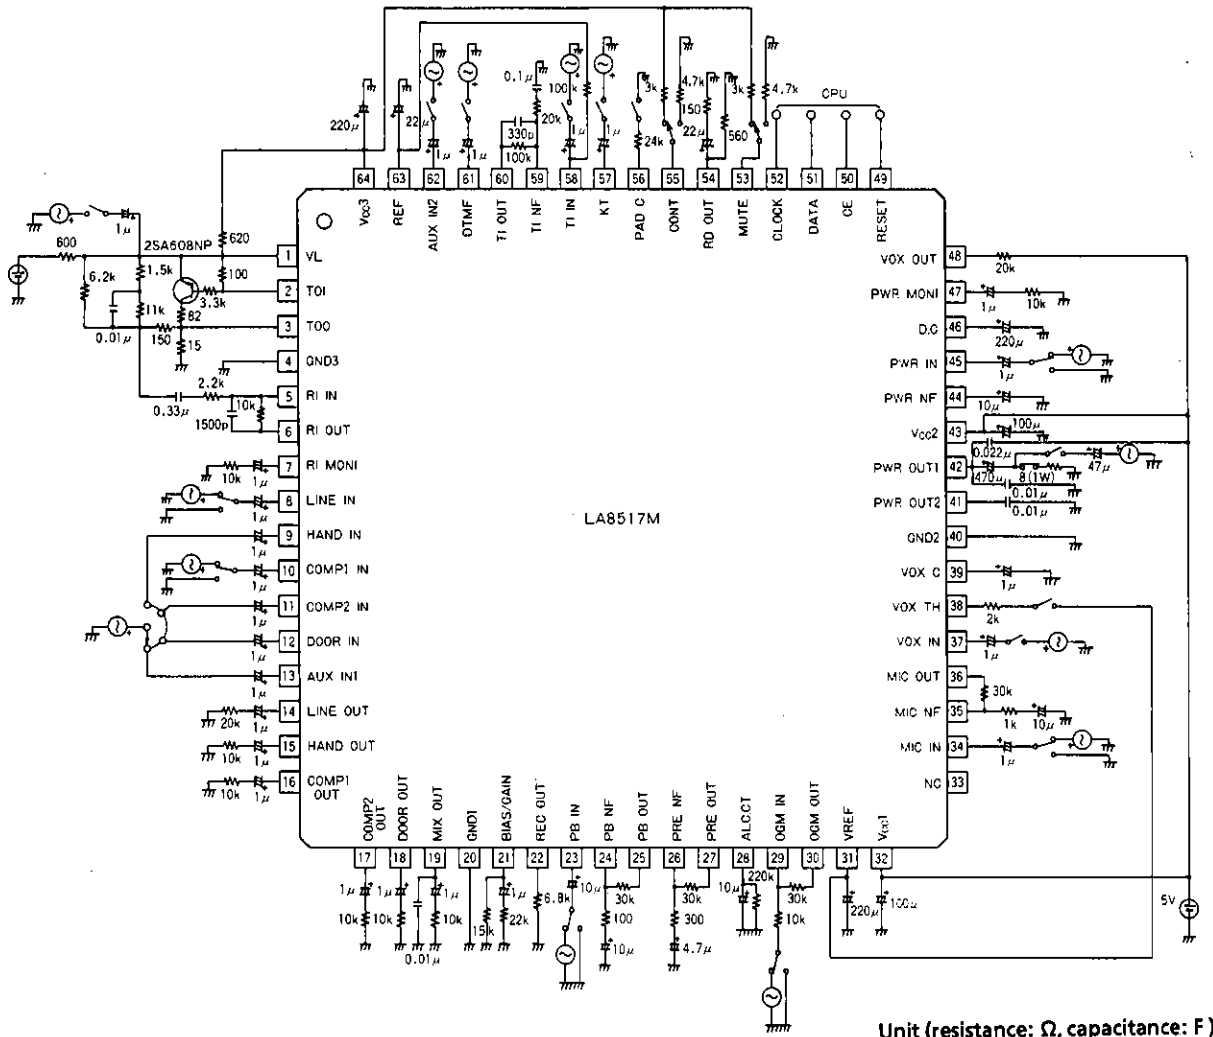 CPU
3k
4.7k
3k
4.7k
0.1μ
100k
150
20k
220μ
22μ
1μ
1μ
330p
100k
1μ
1μ
24k
22μ
560
64 63 62 61 60 59 58 57 56 55 54 53 52 51 50 49
Vcc3
REF
AUX IN2
DTMF
TI OUT
TI NF
TI IN
KT
PAD C
CONT
RD OUT
MUTE
CLOCK
DATA
CE
RESET
1μ
600
2SA608NP
620
6.2k
1.5k
100
3.3k
11k
82
0.01μ
150
15
2.2k
0.33μ
10k
1500p
1 VL
2 TOI
3 TOO
4 GND3
5 RI IN
6 RI OUT
10k 1μ 7 RI MONI
1μ 8 LINE IN
1μ 9 HAND IN
1μ 10 COMP1 IN
1μ 11 COMP2 IN
1μ 12 DOOR IN
1μ 13 AUX IN1
20k 1μ 14 LINE OUT
10k 1μ 15 HAND OUT
10k 1μ 16 COMP1 OUT
LA8517M
VOX OUT 48 20k
PWR MONI 47 1μ 10k
D.C 46 220μ
PWR IN 45 1μ
PWR NF 44 10μ
Vcc2 43 100μ
0.022μ
PWR OUT1 42 470μ 8 (1W) 47μ
0.01μ
PWR OUT2 41 0.01μ
GND2 40
VOX C 39 1μ
VOX TH 38 2k
VOX IN 37 1μ
MIC OUT 36
30k
MIC NF 35 1k 10μ
MIC IN 34 1μ
NC 33
COMP2 OUT
DOOR OUT
MIX OUT
GND1
BIAS/GAIN
REC OUT
PB IN
PB NF
PB OUT
PRE NF
PRE OUT
ALC.CT
OGM IN
OGM OUT
VREF
Vcc1
17 18 19 20 21 22 23 24 25 26 27 28 29 30 31 32
1μ
1μ
1μ
1μ
6.8k
10μ
30k
30k
10μ
220k
30k
10k
10k
10k
15k
22k
100
300
10k
220μ
100μ
0.01μ
10μ
4.7μ
5V
Unit (resistance: Ω, capacitance: F)